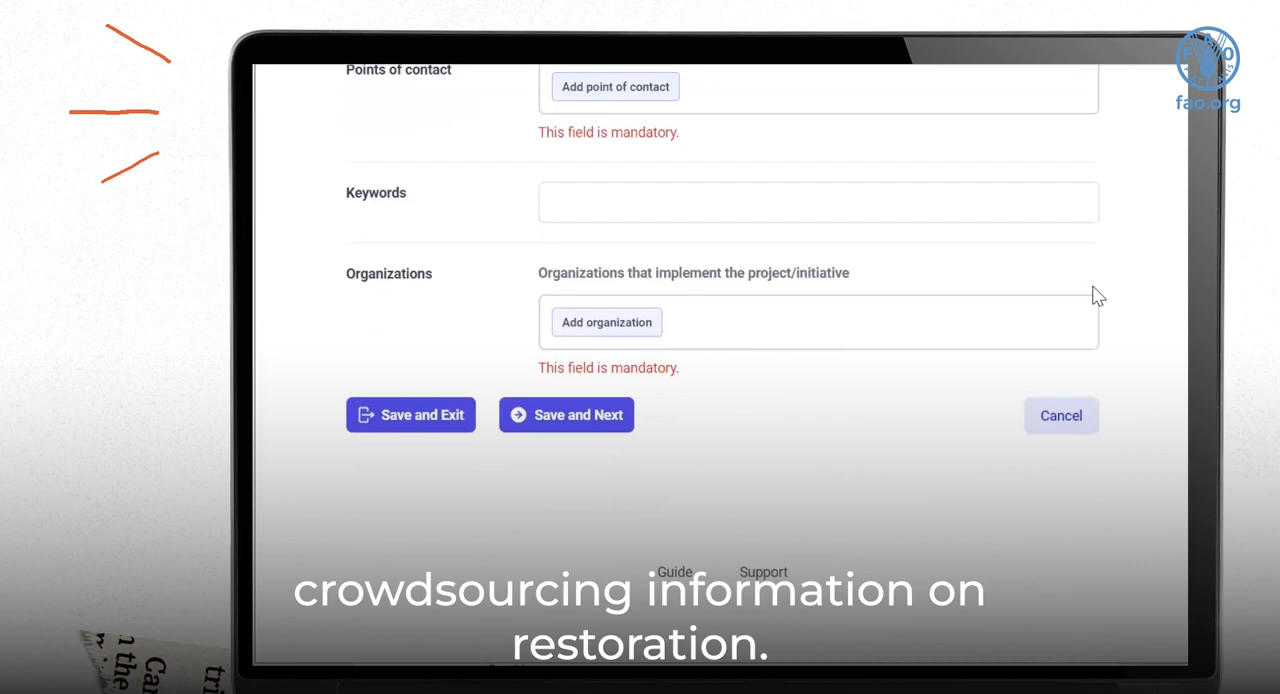 Points of contact
Add point of contact
This field is mandatory.
Keywords
Organizations
Organizations that implement the project/initiative
Add organization
This field is mandatory.
Save and Exit
Save and Next
Cancel
Guide
Support
crowdsourcing information on
restoration.
fao.org